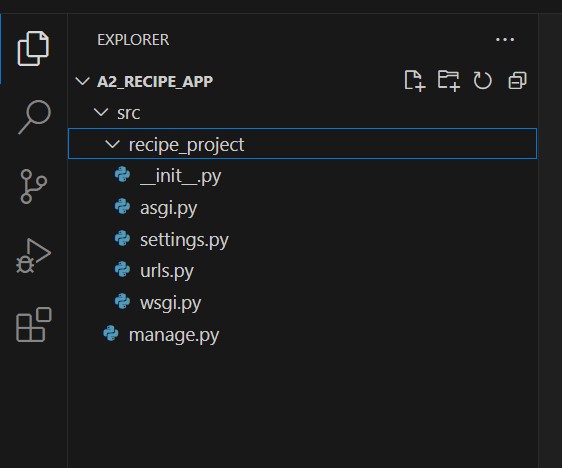 EXPLORER
A2_RECIPE_APP
src
recipe_project
__init__.py
asgi.py
settings.py
urls.py
wsgi.py
manage.py